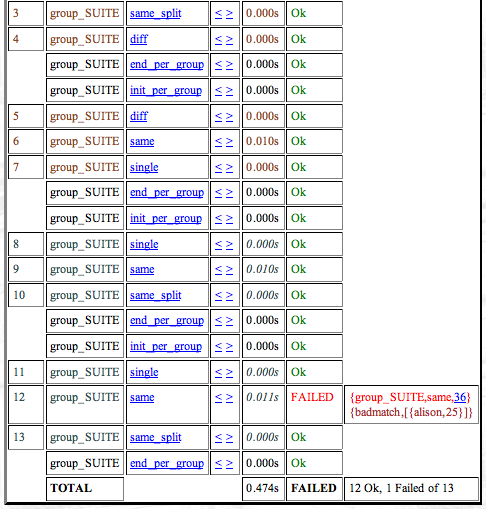 3 group_SUITE same_split < > 0.000s Ok
4 group_SUITE diff < > 0.000s Ok
group_SUITE end_per_group < > 0.000s Ok
group_SUITE init_per_group < > 0.000s Ok
5 group_SUITE diff < > 0.000s Ok
6 group_SUITE same < > 0.010s Ok
7 group_SUITE single < > 0.000s Ok
group_SUITE end_per_group < > 0.000s Ok
group_SUITE init_per_group < > 0.000s Ok
8 group_SUITE single < > 0.000s Ok
9 group_SUITE same < > 0.010s Ok
10 group_SUITE same_split < > 0.000s Ok
group_SUITE end_per_group < > 0.000s Ok
group_SUITE init_per_group < > 0.000s Ok
11 group_SUITE single < > 0.000s Ok
12 group_SUITE same < > 0.011s FAILED {group_SUITE,same,36}
{badmatch,[{alison,25}]}
13 group_SUITE same_split < > 0.000s Ok
group_SUITE end_per_group < > 0.000s Ok
TOTAL 0.474s FAILED 12 Ok, 1 Failed of 13